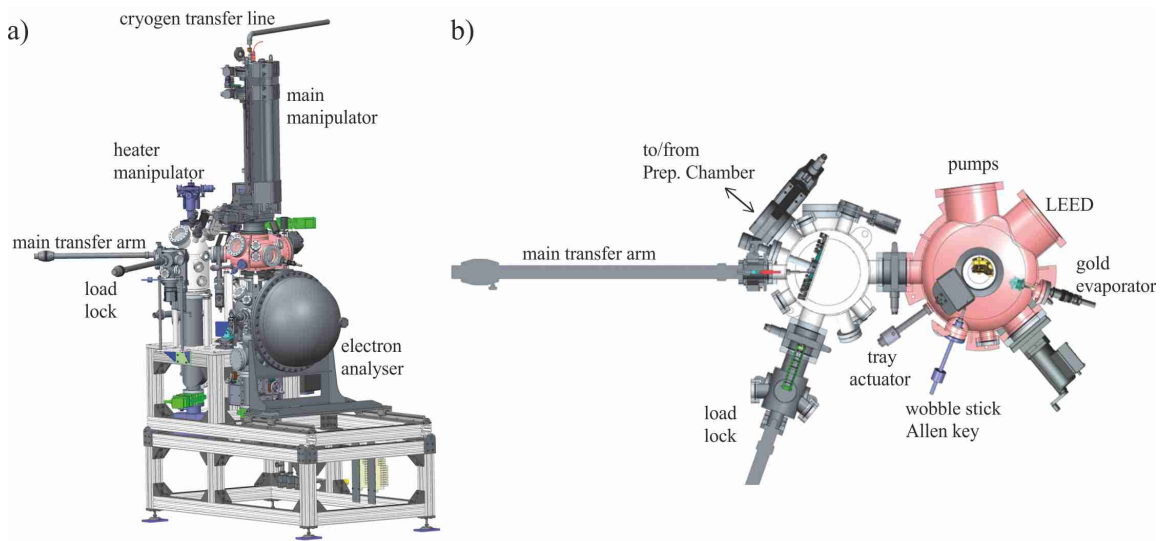 a)
cryogen transfer line
main
manipulator
heater
manipulator
main transfer arm
load
lock
electron
analyser
b)
to/from
Prep. Chamber
pumps
LEED
main transfer arm
gold
evaporator
tray
actuator
wobble stick
Allen key
load
lock